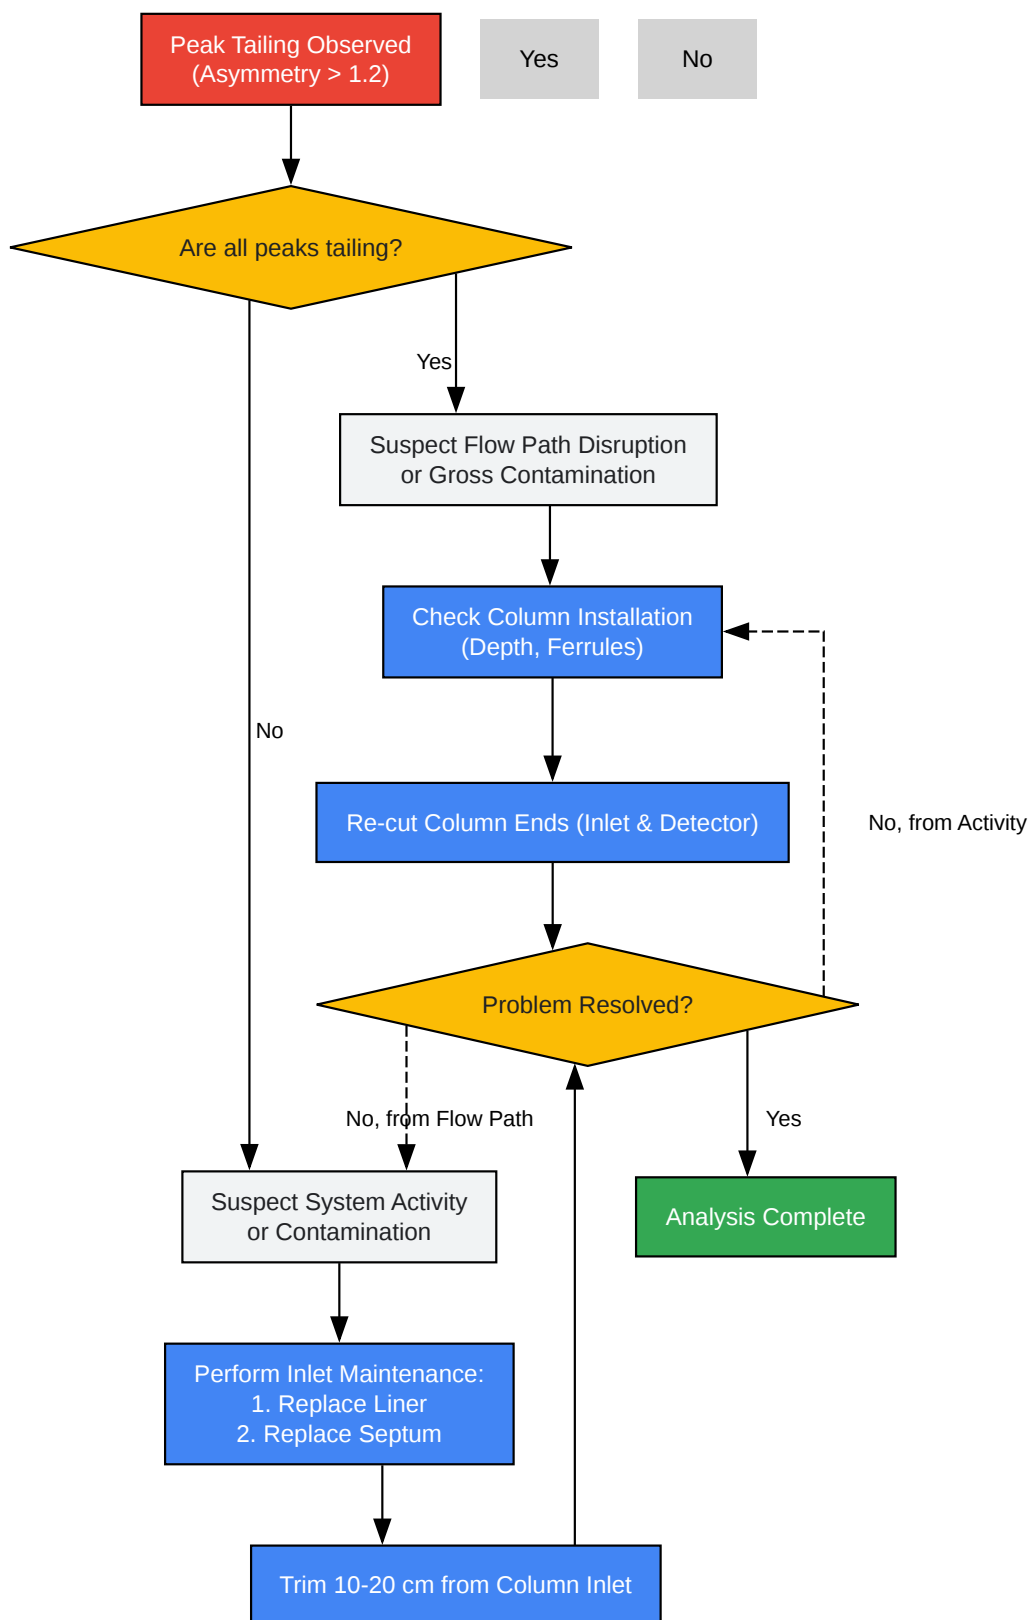 Peak Tailing Observed
(Asymmetry > 1.2)
Yes
No
Are all peaks tailing?
Yes
Suspect Flow Path Disruption
or Gross Contamination
Check Column Installation
(Depth, Ferrules)
No
Re-cut Column Ends (Inlet & Detector)
No, from Activity
Problem Resolved?
No, from Flow Path
Yes
Suspect System Activity
or Contamination
Analysis Complete
Perform Inlet Maintenance:
1. Replace Liner
2. Replace Septum
Trim 10-20 cm from Column Inlet